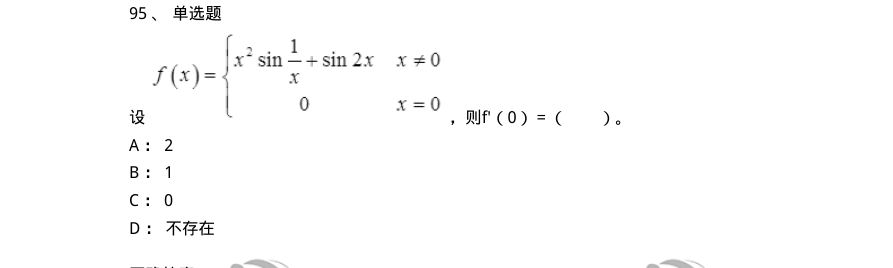 95、 单选题
设 f(x)={x² sin 1/x + sin 2x x≠0
0 x=0 ，则f'（0）=（  ）。
A： 2
B： 1
C： 0
D： 不存在